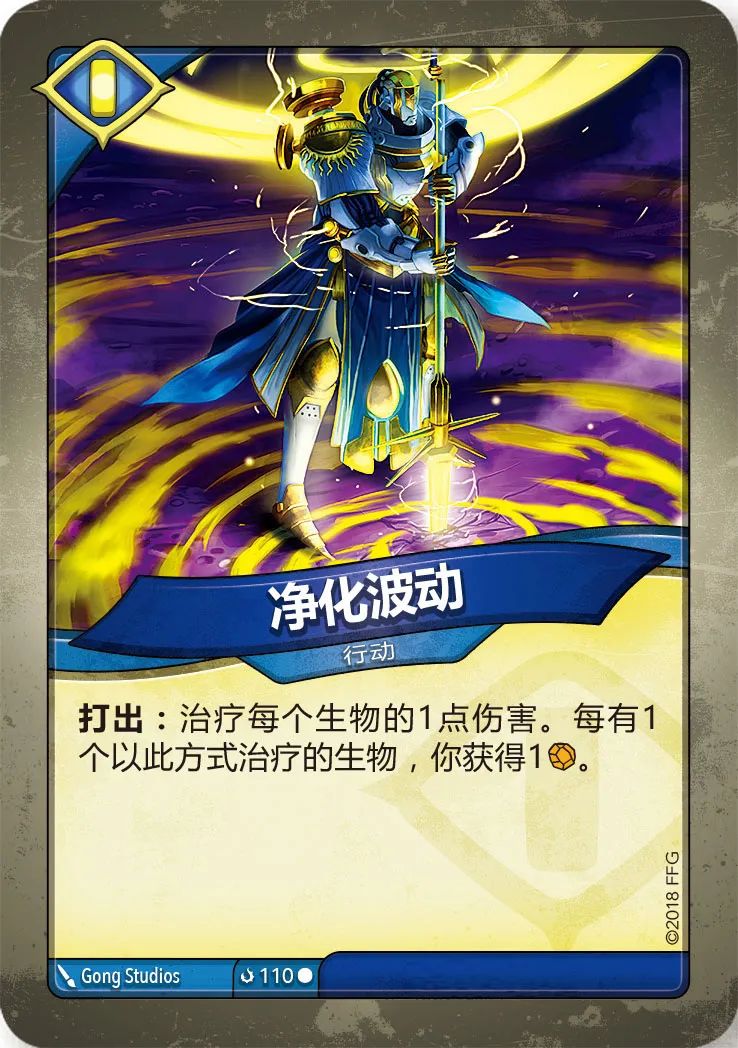 净化波动
行动
打出：治疗每个生物的1点伤害。每有1
个以此方式治疗的生物，你获得1。
©2018 FFG
Gong Studios
110